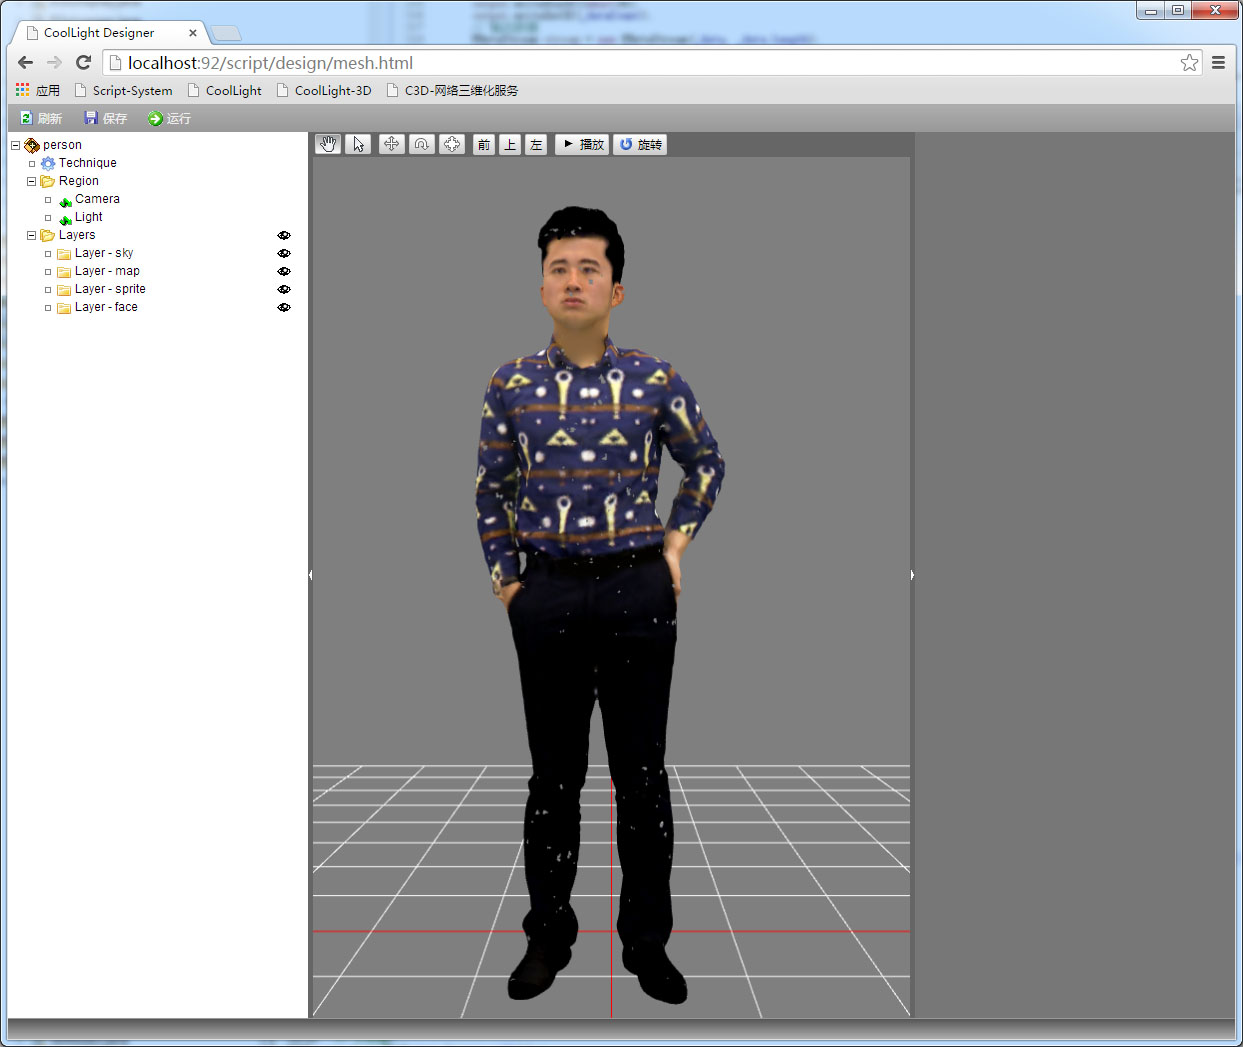 CoolLight Designer
localhost:92/script/design/mesh.html
应用 Script-System CoolLight CoolLight-3D C3D-网络三维化服务
刷新 保存 运行
person
前 上 左 播放 旋转
Technique
Region
Camera
Light
Layers
Layer - sky
Layer - map
Layer - sprite
Layer - face